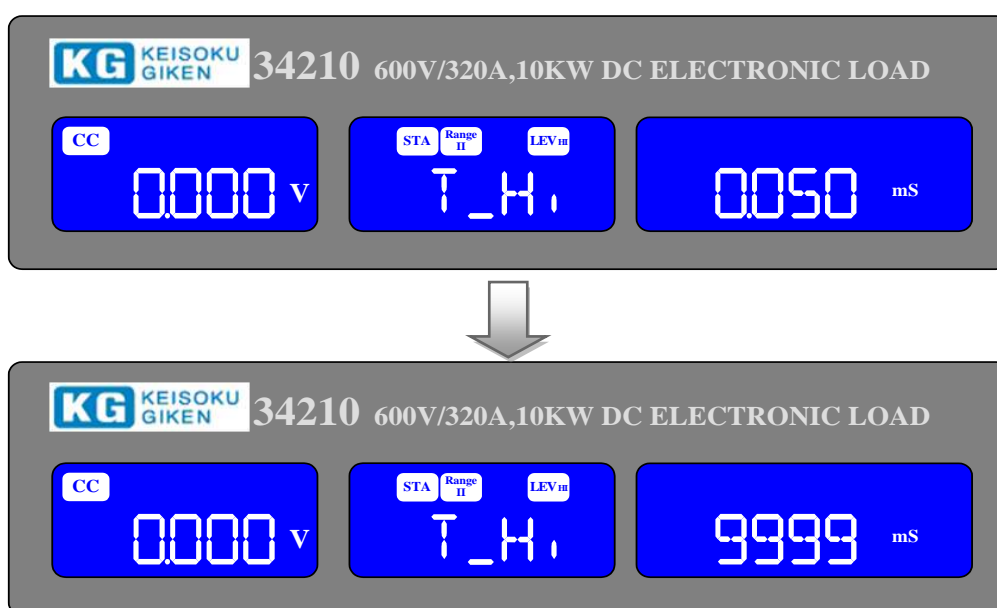 KG KEISOKU GIKEN 34210 600V/320A,10KW DC ELECTRONIC LOAD
CC STA Range II LEV HI
0.000 V T_Hi 0.050 mS
KG KEISOKU GIKEN 34210 600V/320A,10KW DC ELECTRONIC LOAD
CC STA Range II LEV HI
0.000 V T_Hi 9999 mS